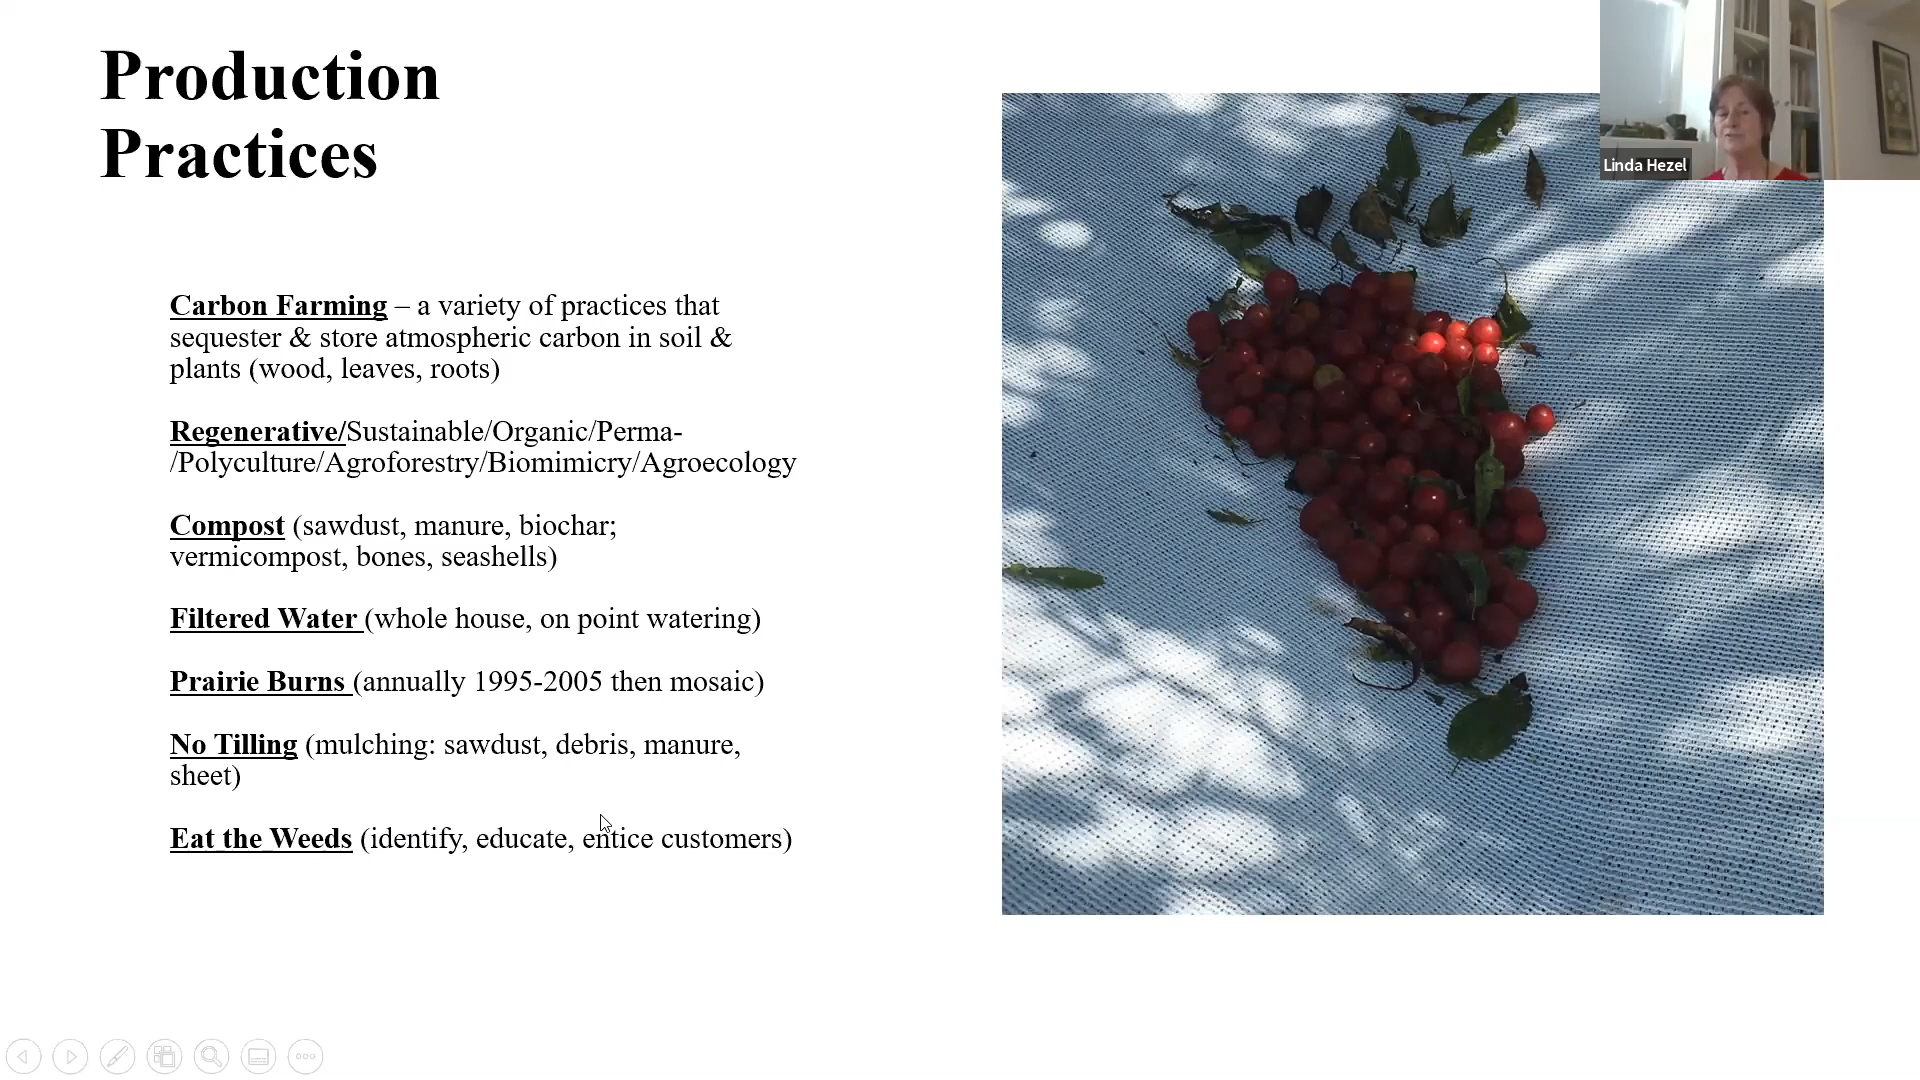 Production
Practices
Linda Hezel
Carbon Farming – a variety of practices that
sequester & store atmospheric carbon in soil &
plants (wood, leaves, roots)
Regenerative/Sustainable/Organic/Perma-
/Polyculture/Agroforestry/Biomimicry/Agroecology
Compost (sawdust, manure, biochar;
vermicompost, bones, seashells)
Filtered Water (whole house, on point watering)
Prairie Burns (annually 1995-2005 then mosaic)
No Tilling (mulching: sawdust, debris, manure,
sheet)
Eat the Weeds (identify, educate, entice customers)